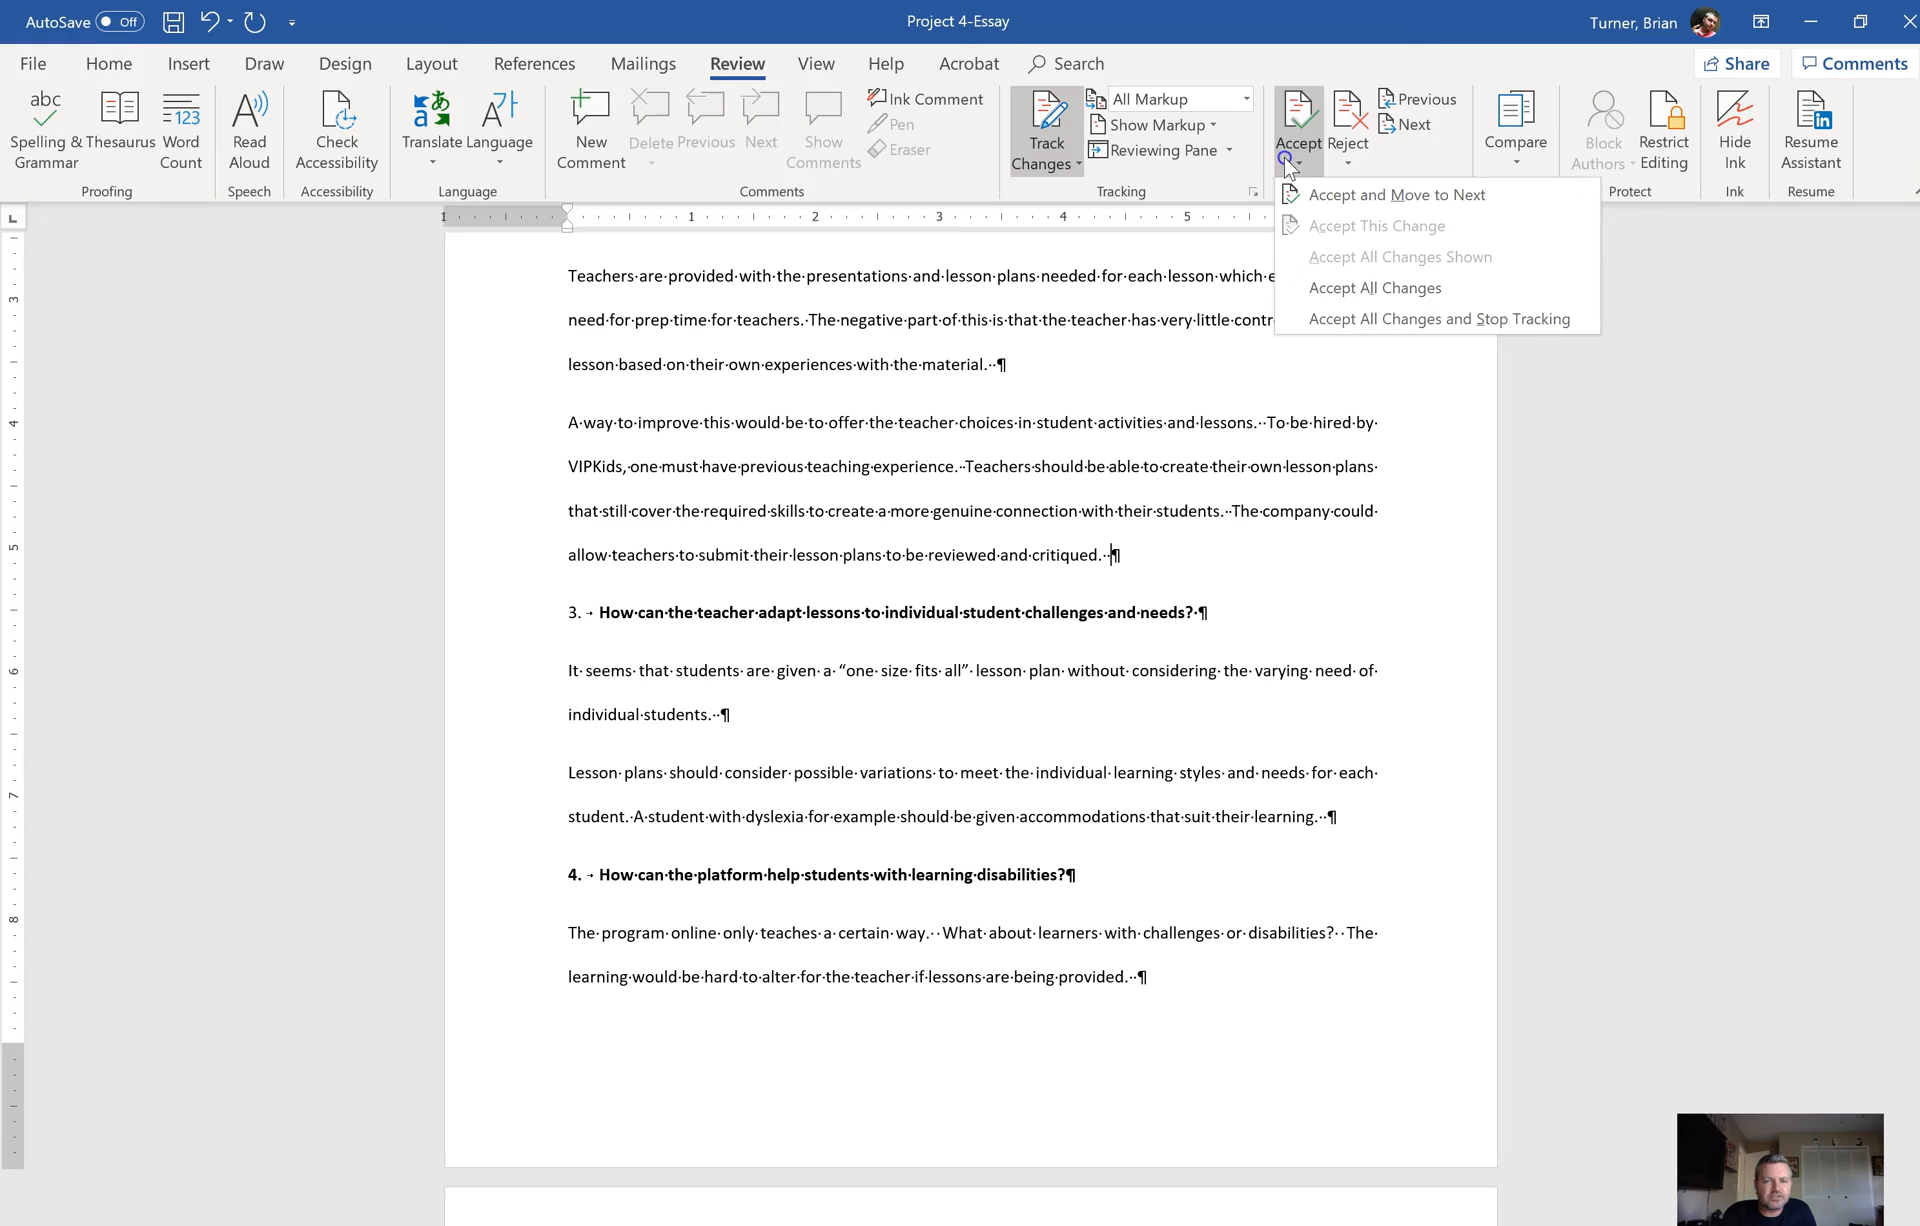 AutoSave Off
Project 4-Essay
Turner, Brian
File Home Insert Draw Design Layout References Mailings Review View Help Acrobat Search Share Comments
abc
Spelling & Grammar
Thesaurus
123
Word Count
Proofing
Read Aloud
Speech
Check Accessibility
Accessibility
Translate
Language
Language
New Comment
Delete
Previous
Next
Show Comments
Ink Comment
Pen
Eraser
Comments
Track Changes
All Markup
Show Markup
Reviewing Pane
Tracking
Accept
Reject
Previous
Next
Compare
Block Authors
Restrict Editing
Protect
Hide Ink
Ink
Resume Assistant
Resume
Accept and Move to Next
Accept This Change
Accept All Changes Shown
Accept All Changes
Accept All Changes and Stop Tracking
1 1 2 3 4 5
3
4
5
6
7
8
Teachers are provided with the presentations and lesson plans needed for each lesson which e
need for prep time for teachers. The negative part of this is that the teacher has very little contr
lesson based on their own experiences with the material. ¶
A way to improve this would be to offer the teacher choices in student activities and lessons. To be hired by
VIPKids, one must have previous teaching experience. Teachers should be able to create their own lesson plans
that still cover the required skills to create a more genuine connection with their students. The company could
allow teachers to submit their lesson plans to be reviewed and critiqued. ¶
3. → How can the teacher adapt lessons to individual student challenges and needs? ¶
It seems that students are given a “one size fits all” lesson plan without considering the varying need of
individual students. ¶
Lesson plans should consider possible variations to meet the individual learning styles and needs for each
student. A student with dyslexia for example should be given accommodations that suit their learning. ¶
4. → How can the platform help students with learning disabilities?¶
The program online only teaches a certain way. What about learners with challenges or disabilities? The
learning would be hard to alter for the teacher if lessons are being provided. ¶